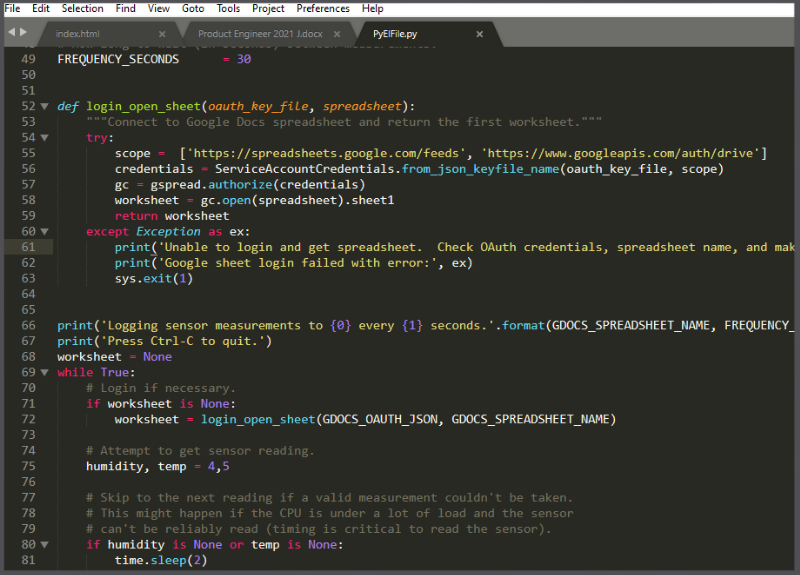 File Edit Selection Find View Goto Tools Project Preferences Help
index.html × Product Engineer 2021 J.docx × PyEIFile.py ×
49 FREQUENCY_SECONDS      = 30
50
51
52 def login_open_sheet(oauth_key_file, spreadsheet):
53     """Connect to Google Docs spreadsheet and return the first worksheet."""
54     try:
55         scope =  ['https://spreadsheets.google.com/feeds', 'https://www.googleapis.com/auth/drive']
56         credentials = ServiceAccountCredentials.from_json_keyfile_name(oauth_key_file, scope)
57         gc = gspread.authorize(credentials)
58         worksheet = gc.open(spreadsheet).sheet1
59         return worksheet
60     except Exception as ex:
61         print('Unable to login and get spreadsheet.  Check OAuth credentials, spreadsheet name, and mak
62         print('Google sheet login failed with error:', ex)
63         sys.exit(1)
64
65
66 print('Logging sensor measurements to {0} every {1} seconds.'.format(GDOCS_SPREADSHEET_NAME, FREQUENCY_
67 print('Press Ctrl-C to quit.')
68 worksheet = None
69 while True:
70     # Login if necessary.
71     if worksheet is None:
72         worksheet = login_open_sheet(GDOCS_OAUTH_JSON, GDOCS_SPREADSHEET_NAME)
73
74     # Attempt to get sensor reading.
75     humidity, temp = 4,5
76
77     # Skip to the next reading if a valid measurement couldn't be taken.
78     # This might happen if the CPU is under a lot of load and the sensor
79     # can't be reliably read (timing is critical to read the sensor).
80     if humidity is None or temp is None:
81         time.sleep(2)